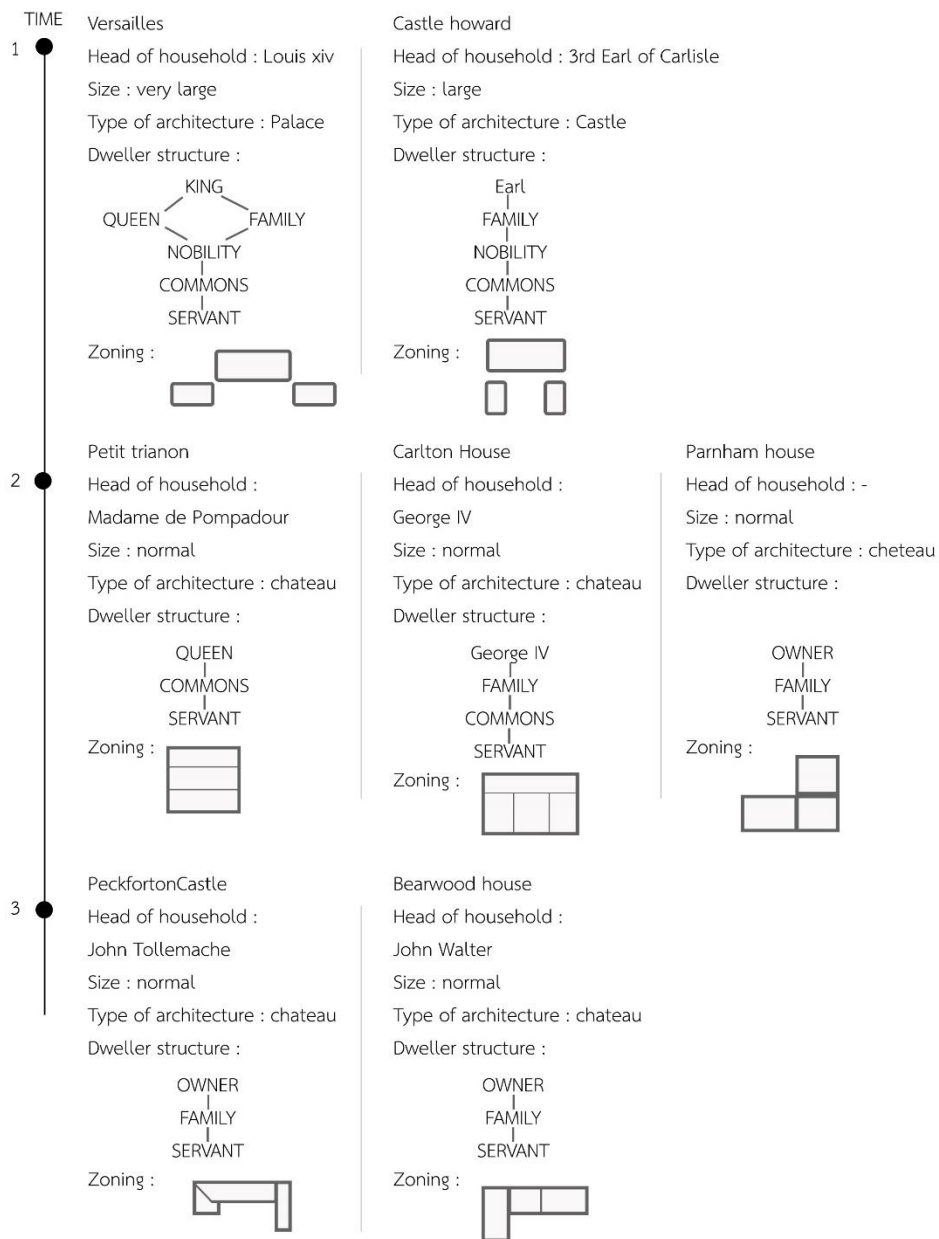 TIME
1
Versailles
Head of household : Louis xiv
Size : very large
Type of architecture : Palace
Dweller structure :
KING
QUEEN FAMILY
NOBILITY
COMMONS
SERVANT
Zoning :
Castle howard
Head of household : 3rd Earl of Carlisle
Size : large
Type of architecture : Castle
Dweller structure :
Earl
FAMILY
NOBILITY
COMMONS
SERVANT
Zoning :
2
Petit trianon
Head of household :
Madame de Pompadour
Size : normal
Type of architecture : chateau
Dweller structure :
QUEEN
COMMONS
SERVANT
Zoning :
Carlton House
Head of household :
George IV
Size : normal
Type of architecture : chateau
Dweller structure :
George IV
FAMILY
COMMONS
SERVANT
Zoning :
Parnham house
Head of household : -
Size : normal
Type of architecture : cheteau
Dweller structure :
OWNER
FAMILY
SERVANT
Zoning :
3
PeckfortonCastle
Head of household :
John Tollemache
Size : normal
Type of architecture : chateau
Dweller structure :
OWNER
FAMILY
SERVANT
Zoning :
Bearwood house
Head of household :
John Walter
Size : normal
Type of architecture : chateau
Dweller structure :
OWNER
FAMILY
SERVANT
Zoning :